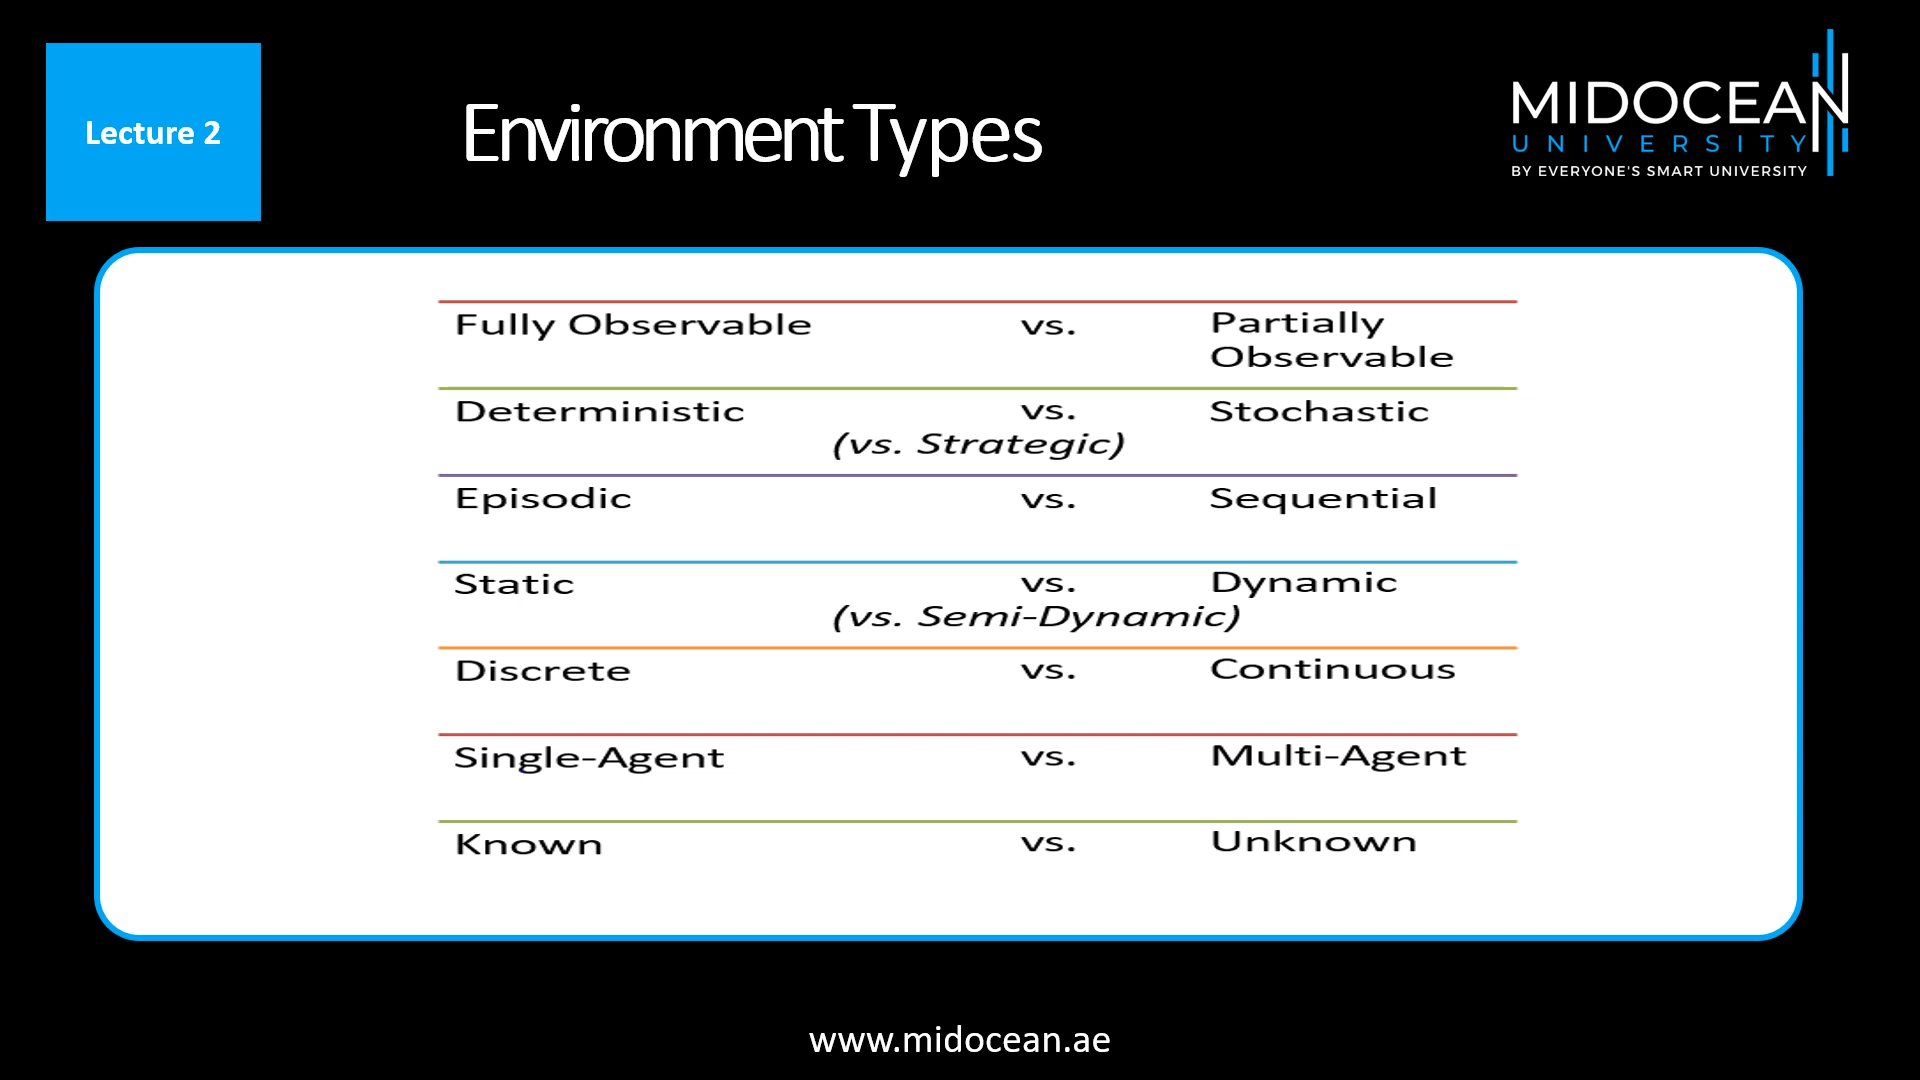 Lecture 2
Environment Types
MIDOCEAN
UNIVERSITY
BY EVERYONE'S SMART UNIVERSITY
Fully Observable vs. Partially
Observable
Deterministic vs. Stochastic
(vs. Strategic)
Episodic vs. Sequential
Static vs. Dynamic
(vs. Semi-Dynamic)
Discrete vs. Continuous
Single-Agent vs. Multi-Agent
Known vs. Unknown
www.midocean.ae